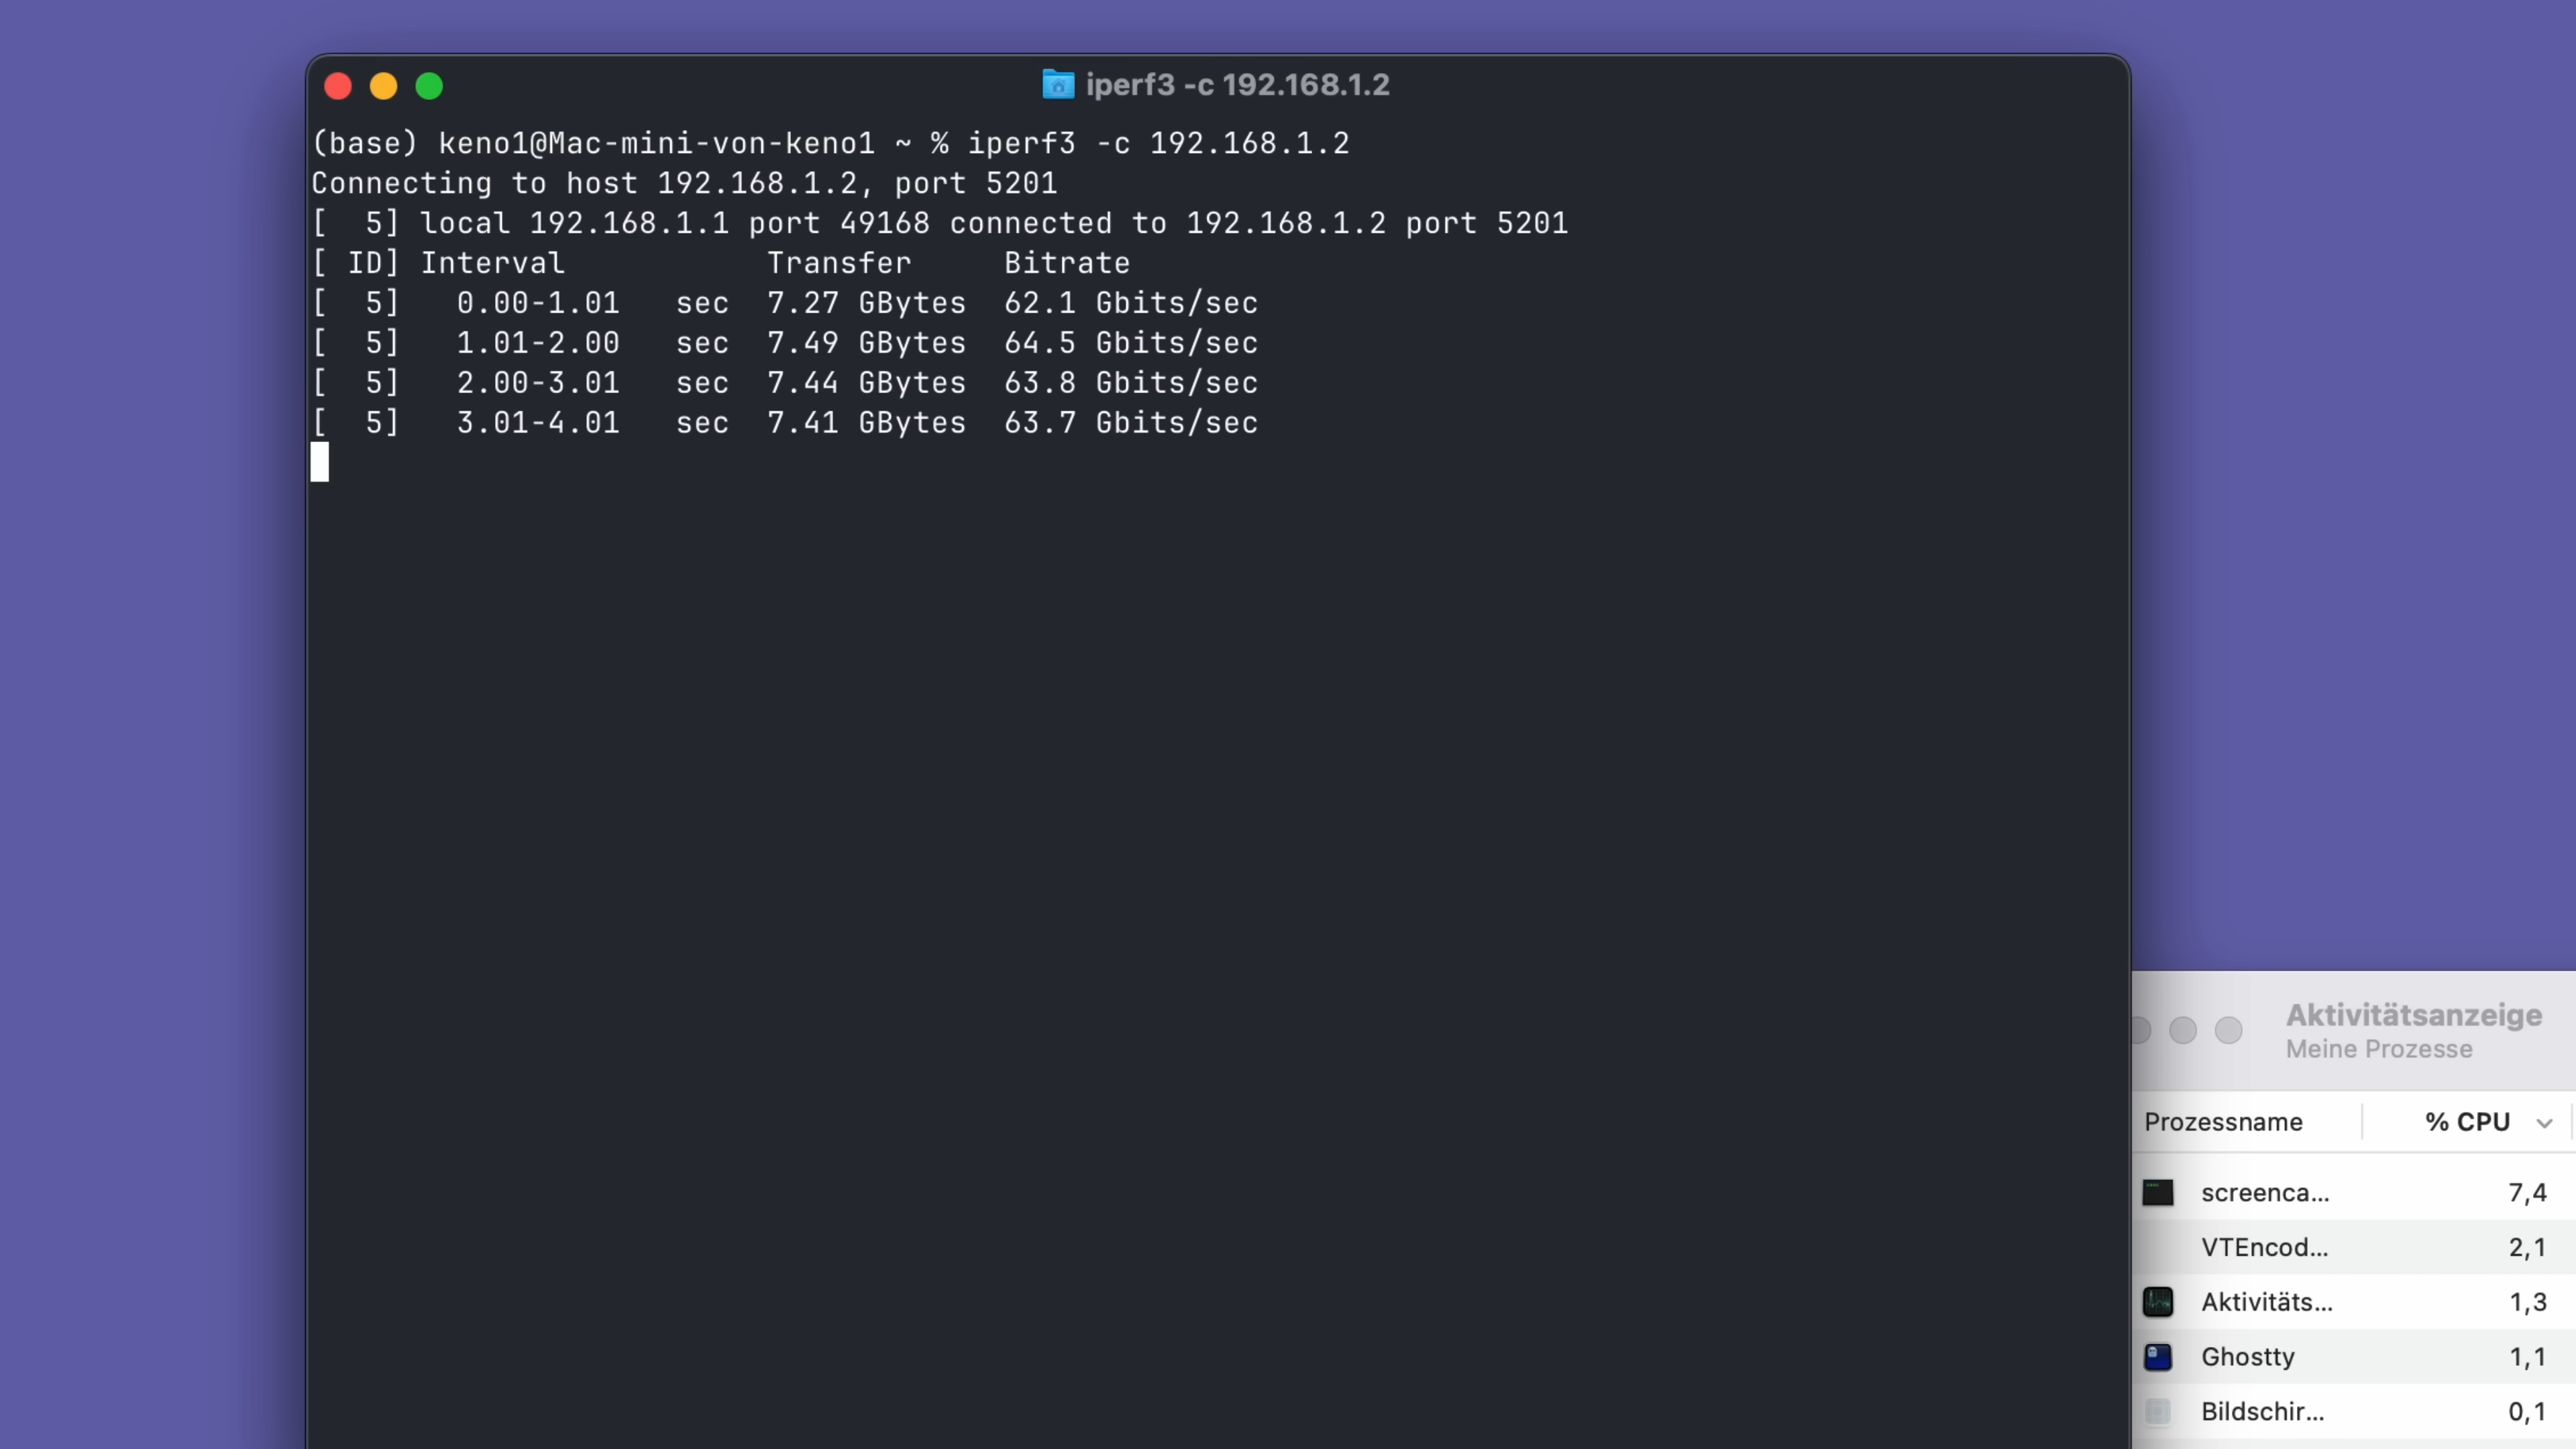 iperf3 -c 192.168.1.2
(base) keno1@Mac-mini-von-keno1 ~ % iperf3 -c 192.168.1.2
Connecting to host 192.168.1.2, port 5201
[  5] local 192.168.1.1 port 49168 connected to 192.168.1.2 port 5201
[ ID] Interval           Transfer     Bitrate
[  5]   0.00-1.01   sec  7.27 GBytes  62.1 Gbits/sec
[  5]   1.01-2.00   sec  7.49 GBytes  64.5 Gbits/sec
[  5]   2.00-3.01   sec  7.44 GBytes  63.8 Gbits/sec
[  5]   3.01-4.01   sec  7.41 GBytes  63.7 Gbits/sec
Aktivitätsanzeige
Meine Prozesse
Prozessname % CPU
screenca... 7,4
VTEncod... 2,1
Aktivitäts... 1,3
Ghostty 1,1
Bildschir... 0,1